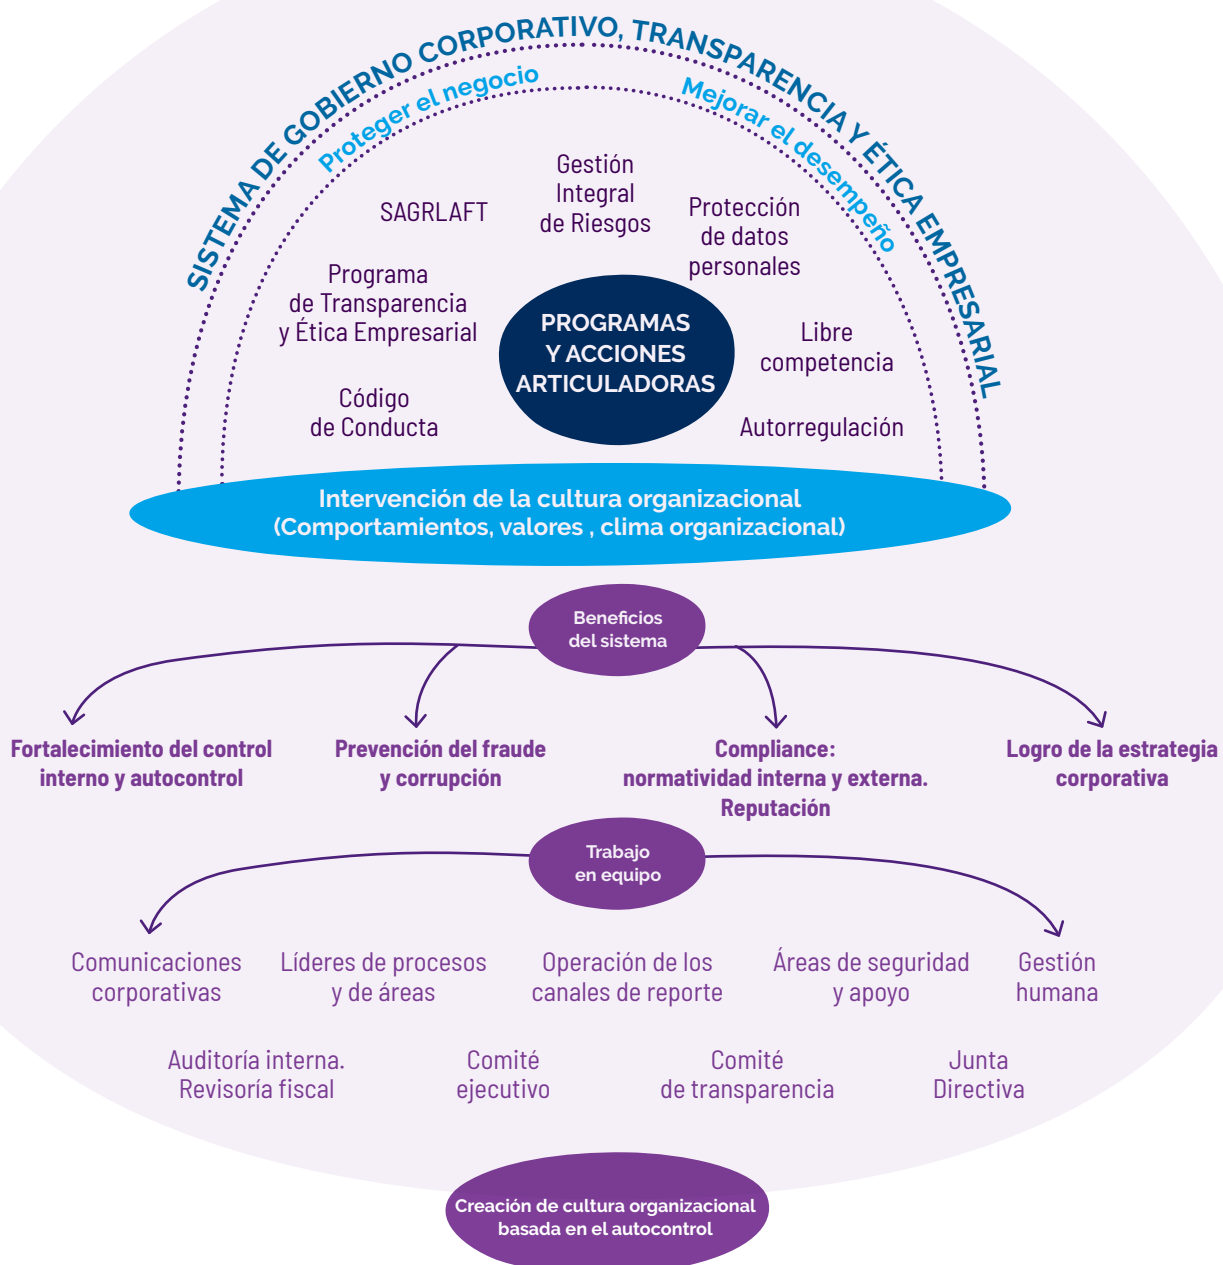 SISTEMA DE GOBIERNO CORPORATIVO, TRANSPARENCIA Y ÉTICA EMPRESARIAL
Proteger el negocio
Mejorar el desempeño
Gestión
Integral
de Riesgos
SAGRLAFT
Protección
de datos
personales
Programa
de Transparencia
y Ética Empresarial
PROGRAMAS
Y ACCIONES
ARTICULADORAS
Libre
competencia
Código
de Conducta
Autorregulación
Intervención de la cultura organizacional
(Comportamientos, valores , clima organizacional)
Beneficios
del sistema
Fortalecimiento del control
interno y autocontrol
Prevención del fraude
y corrupción
Compliance:
normatividad interna y externa.
Reputación
Logro de la estrategia
corporativa
Trabajo
en equipo
Comunicaciones
corporativas
Líderes de procesos
y de áreas
Operación de los
canales de reporte
Áreas de seguridad
y apoyo
Gestión
humana
Auditoría interna.
Revisoría fiscal
Comité
ejecutivo
Comité
de transparencia
Junta
Directiva
Creación de cultura organizacional
basada en el autocontrol